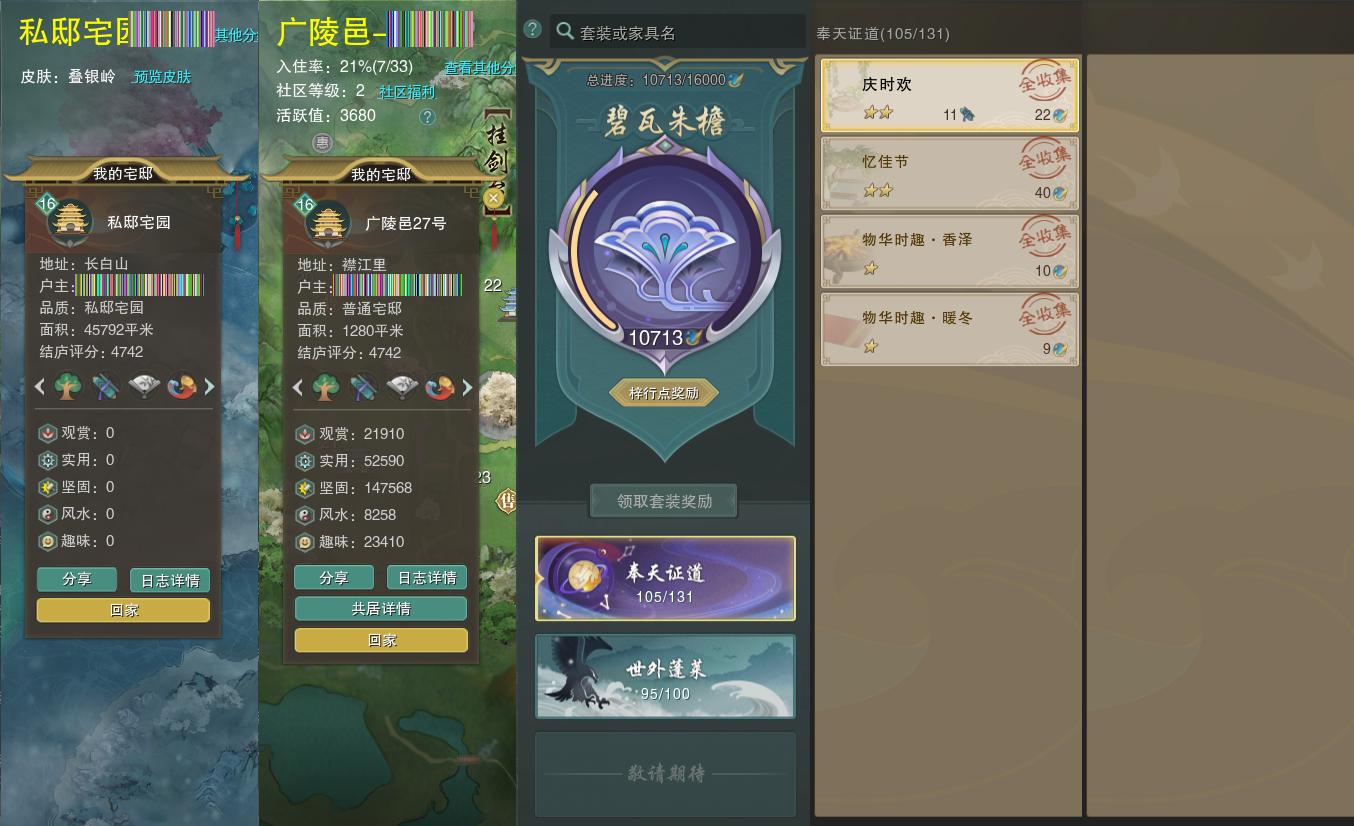 私邸宅园
其他分
皮肤：叠银岭 预览皮肤
我的宅邸
16
私邸宅园
地址：长白山
户主：
品质：私邸宅园
面积：45792平米
结庐评分：4742
观赏：0
实用：0
坚固：0
风水：0
趣味：0
分享 日志详情
回家
广陵邑-
入住率：21%(7/33) 查看其他分
社区等级：2 社区福利
活跃值：3680 ?
惠
挂剑
我的宅邸
16
广陵邑27号
地址：襟江里
户主：
品质：普通宅邸
面积：1280平米
结庐评分：4742
22
观赏：21910
实用：52590
坚固：147568
风水：8258
趣味：23410
23
售
分享 日志详情
共居详情
回家
? 套装或家具名
总进度：10713/16000
碧瓦朱檐
10713
梓行点奖励
领取套装奖励
奉天证道
105/131
世外蓬莱
95/100
敬请期待
奉天证道(105/131)
庆时欢 全收集
11 22
忆佳节 全收集
40
物华时趣·香泽 全收集
10
物华时趣·暖冬 全收集
9